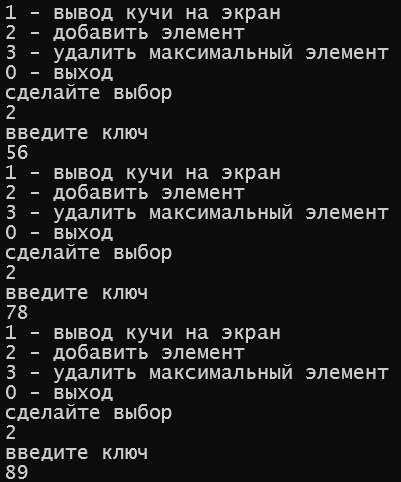 1 - вывод кучи на экран
2 - добавить элемент
3 - удалить максимальный элемент
0 - выход
сделайте выбор
2
введите ключ
56
1 - вывод кучи на экран
2 - добавить элемент
3 - удалить максимальный элемент
0 - выход
сделайте выбор
2
введите ключ
78
1 - вывод кучи на экран
2 - добавить элемент
3 - удалить максимальный элемент
0 - выход
сделайте выбор
2
введите ключ
89